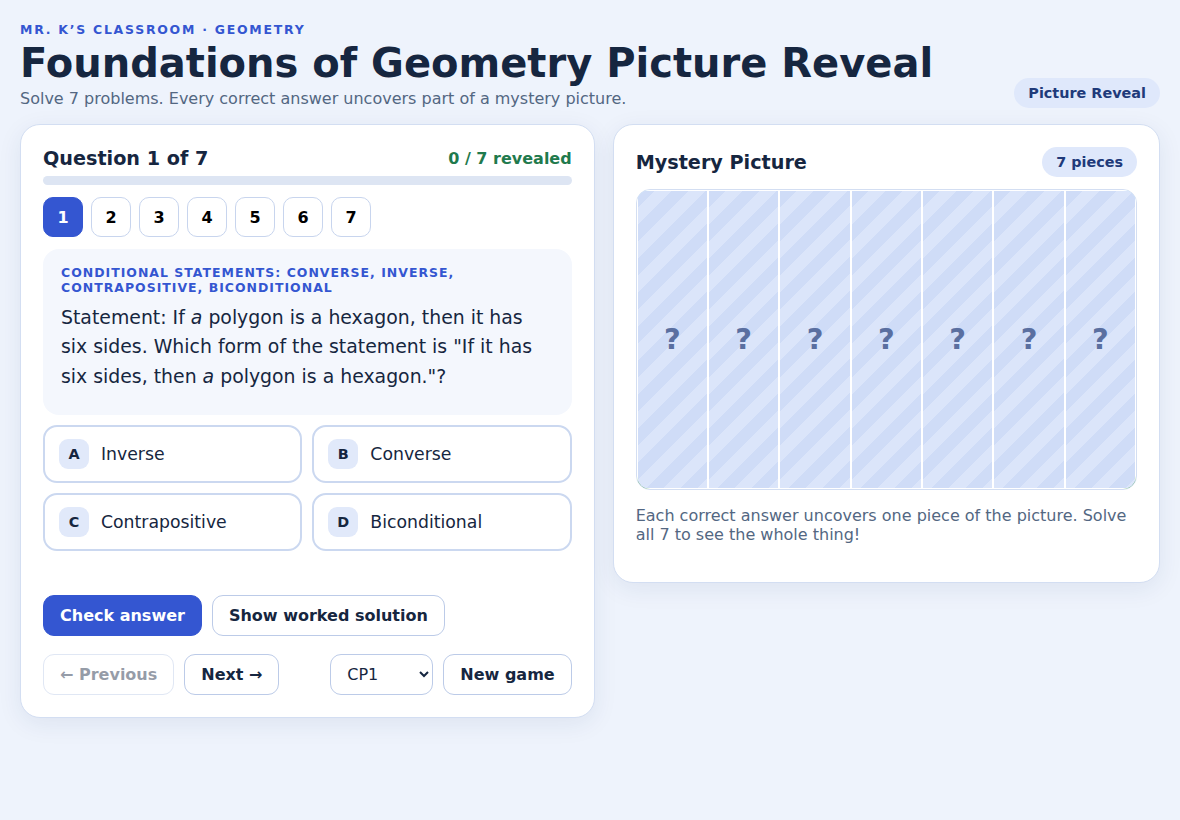 MR. K’S CLASSROOM · GEOMETRY
Foundations of Geometry Picture Reveal
Solve 7 problems. Every correct answer uncovers part of a mystery picture.
Picture Reveal
Question 1 of 7
0 / 7 revealed
1 2 3 4 5 6 7
CONDITIONAL STATEMENTS: CONVERSE, INVERSE,
CONTRAPOSITIVE, BICONDITIONAL
Statement: If a polygon is a hexagon, then it has
six sides. Which form of the statement is "If it has
six sides, then a polygon is a hexagon."?
A Inverse
B Converse
C Contrapositive
D Biconditional
Check answer
Show worked solution
← Previous
Next →
CP1
New game
Mystery Picture
7 pieces
? ? ? ? ? ? ?
Each correct answer uncovers one piece of the picture. Solve
all 7 to see the whole thing!